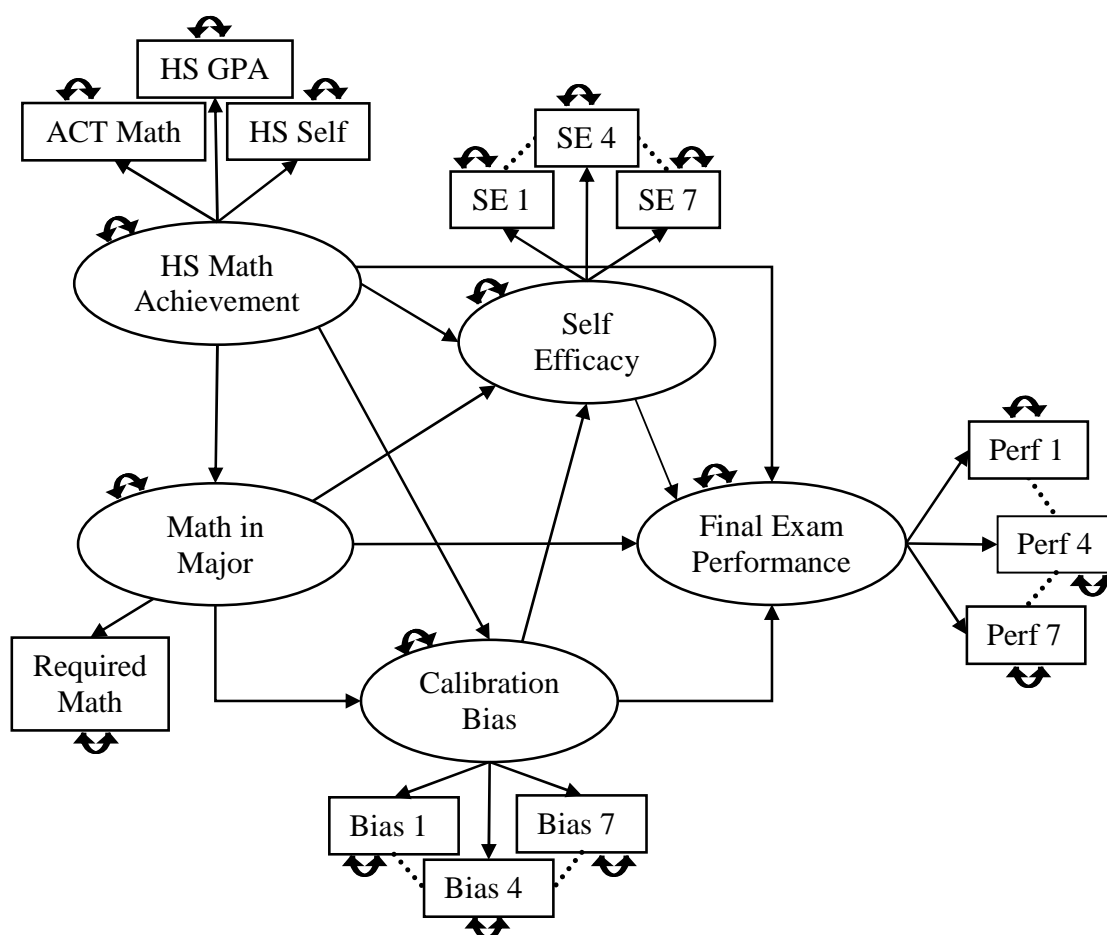 HS GPA
ACT Math
HS Self
SE 4
SE 1
SE 7
HS Math
Achievement
Self
Efficacy
Perf 1
Math in
Major
Final Exam
Performance
Perf 4
Perf 7
Required
Math
Calibration
Bias
Bias 1
Bias 7
Bias 4